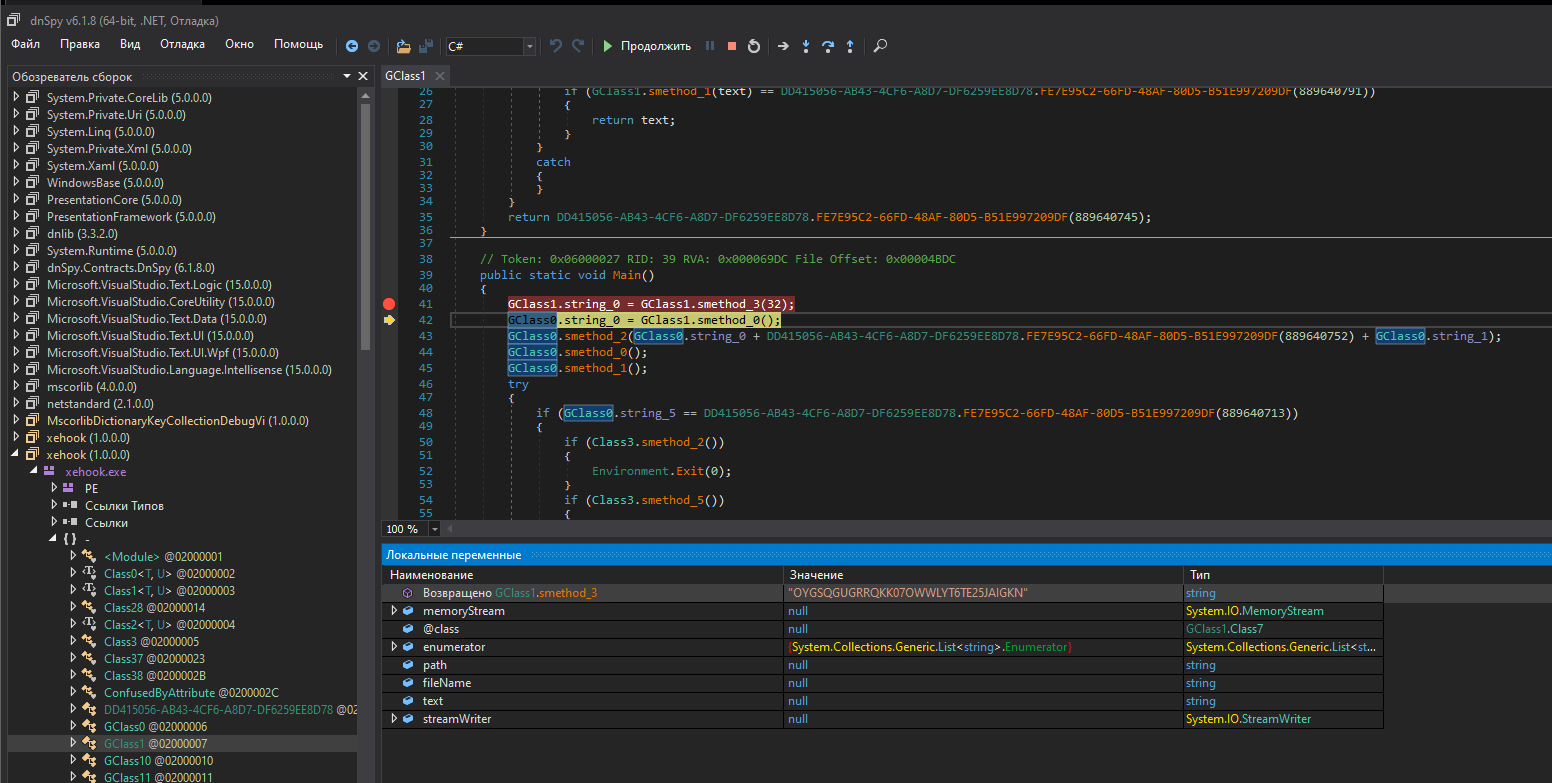 dnSpy v6.1.8 (64-bit, .NET, Отладка)
Файл Правка Вид Отладка Окно Помощь C# Продолжить
Обозреватель сборок
System.Private.CoreLib (5.0.0.0)
System.Private.Uri (5.0.0.0)
System.Linq (5.0.0.0)
System.Private.Xml (5.0.0.0)
System.Xaml (5.0.0.0)
WindowsBase (5.0.0.0)
PresentationCore (5.0.0.0)
PresentationFramework (5.0.0.0)
dnlib (3.3.2.0)
System.Runtime (5.0.0.0)
dnSpy.Contracts.DnSpy (6.1.8.0)
Microsoft.VisualStudio.Text.Logic (15.0.0.0)
Microsoft.VisualStudio.CoreUtility (15.0.0.0)
Microsoft.VisualStudio.Text.Data (15.0.0.0)
Microsoft.VisualStudio.Text.UI (15.0.0.0)
Microsoft.VisualStudio.Text.UI.Wpf (15.0.0.0)
Microsoft.VisualStudio.Language.Intellisense (15.0.0.0)
mscorlib (4.0.0.0)
netstandard (2.1.0.0)
MscorlibDictionaryKeyCollectionDebugVi (1.0.0.0)
xehook (1.0.0.0)
xehook (1.0.0.0)
xehook.exe
PE
Ссылки Типов
Ссылки
{ } -
<Module> @02000001
Class0<T, U> @02000002
Class1<T, U> @02000003
Class28 @02000014
Class2<T, U> @02000004
Class3 @02000005
Class37 @02000023
Class38 @0200002B
ConfusedByAttribute @0200002C
DD415056-AB43-4CF6-A8D7-DF6259EE8D78 @02
GClass0 @02000006
GClass1 @02000007
GClass10 @02000010
GClass11 @02000011
GClass1
26 if (GClass1.smethod_1(text) == DD415056-AB43-4CF6-A8D7-DF6259EE8D78.FE7E95C2-66FD-48AF-80D5-B51E997209DF(889640791))
27 {
28 return text;
29 }
30 }
31 catch
32 {
33 }
34 }
35 return DD415056-AB43-4CF6-A8D7-DF6259EE8D78.FE7E95C2-66FD-48AF-80D5-B51E997209DF(889640745);
36 }
37
38 // Token: 0x06000027 RID: 39 RVA: 0x000069DC File Offset: 0x00004BDC
39 public static void Main()
40 {
41 GClass1.string_0 = GClass1.smethod_3(32);
42 GClass0.string_0 = GClass1.smethod_0();
43 GClass0.smethod_2(GClass0.string_0 + DD415056-AB43-4CF6-A8D7-DF6259EE8D78.FE7E95C2-66FD-48AF-80D5-B51E997209DF(889640752) + GClass0.string_1);
44 GClass0.smethod_0();
45 GClass0.smethod_1();
46 try
47 {
48 if (GClass0.string_5 == DD415056-AB43-4CF6-A8D7-DF6259EE8D78.FE7E95C2-66FD-48AF-80D5-B51E997209DF(889640713))
49 {
50 if (Class3.smethod_2())
51 {
52 Environment.Exit(0);
53 }
54 if (Class3.smethod_5())
55 {
100 %
Локальные переменные
Наименование Значение Тип
Возвращено GClass1.smethod_3 "OYGSQGUGRRQKK07OWWLYT6TE25JAIGKN" string
memoryStream null System.IO.MemoryStream
@class null GClass1.Class7
enumerator {System.Collections.Generic.List<string>.Enumerator} System.Collections.Generic.List<st...
path null string
fileName null string
text null string
streamWriter null System.IO.StreamWriter